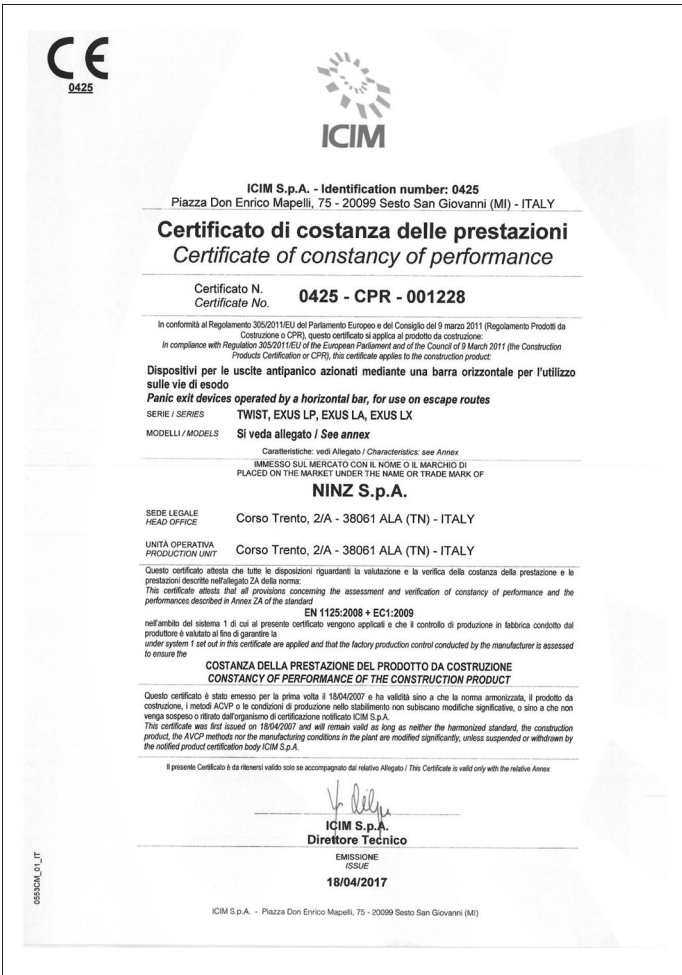 CE
0425
ICIM
ICIM S.p.A. - Identification number: 0425
Piazza Don Enrico Mapelli, 75 - 20099 Sesto San Giovanni (MI) - ITALY
Certificato di costanza delle prestazioni
Certificate of constancy of performance
Certificato N.
Certificate No.
0425 - CPR - 001228
In conformità al Regolamento 305/2011/EU del Parlamento Europeo e del Consiglio del 9 marzo 2011 (Regolamento Prodotti da
Costruzione o CPR), questo certificato si applica al prodotto da costruzione:
In compliance with Regulation 305/2011/EU of the European Parliament and of the Council of 9 March 2011 (the Construction
Products Certification or CPR), this certificate applies to the construction product:
Dispositivi per le uscite antipanico azionati mediante una barra orizzontale per l'utilizzo
sulle vie di esodo
Panic exit devices operated by a horizontal bar, for use on escape routes
SERIE / SERIES TWIST, EXUS LP, EXUS LA, EXUS LX
MODELLI / MODELS Si veda allegato / See annex
Caratteristiche: vedi Allegato / Characteristics: see Annex
IMMESSO SUL MERCATO CON IL NOME O IL MARCHIO DI
PLACED ON THE MARKET UNDER THE NAME OR TRADE MARK OF
NINZ S.p.A.
SEDE LEGALE
HEAD OFFICE
Corso Trento, 2/A - 38061 ALA (TN) - ITALY
UNITÀ OPERATIVA
PRODUCTION UNIT
Corso Trento, 2/A - 38061 ALA (TN) - ITALY
Questo certificato attesta che tutte le disposizioni riguardanti la valutazione e la verifica della costanza della prestazione e le
prestazioni descritte nell'allegato ZA della norma:
This certificate attests that all provisions concerning the assessment and verification of constancy of performance and the
performances described in Annex ZA of the standard
EN 1125:2008 + EC1:2009
nell'ambito del sistema 1 di cui al presente certificato vengono applicati e che il controllo di produzione in fabbrica condotto dal
produttore è valutato al fine di garantire la
under system 1 set out in this certificate are applied and that the factory production control conducted by the manufacturer is assessed
to ensure the
COSTANZA DELLA PRESTAZIONE DEL PRODOTTO DA COSTRUZIONE
CONSTANCY OF PERFORMANCE OF THE CONSTRUCTION PRODUCT
Questo certificato è stato emesso per la prima volta il 18/04/2007 e ha validità sino a che la norma armonizzata, il prodotto da
costruzione, i metodi ACVP o le condizioni di produzione nello stabilimento non subiscano modifiche significative, o sino a che non
venga sospeso o ritirato dall'organismo di certificazione notificato ICIM S.p.A.
This certificate was first issued on 18/04/2007 and will remain valid as long as neither the harmonized standard, the construction
product, the AVCP methods nor the manufacturing conditions in the plant are modified significantly, unless suspended or withdrawn by
the notified product certification body ICIM S.p.A.
Il presente Certificato è da ritenersi valido solo se accompagnato dal relativo Allegato / This Certificate is valid only with the relative Annex
ICIM S.p.A.
Direttore Tecnico
EMISSIONE
ISSUE
18/04/2017
0553CM_01_IT
ICIM S.p.A. - Piazza Don Enrico Mapelli, 75 - 20099 Sesto San Giovanni (MI)